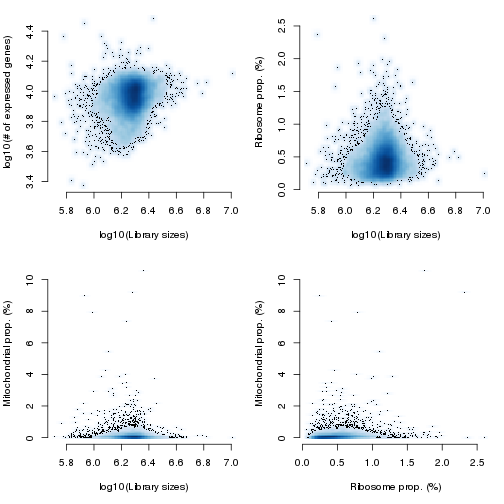 log10(# of expressed genes)
4.4
4.2
4.0
3.8
3.6
3.4
5.8 6.0 6.2 6.4 6.6 6.8 7.0
log10(Library sizes)
Ribosome prop. (%)
2.5
2.0
1.5
1.0
0.5
0.0
5.8 6.0 6.2 6.4 6.6 6.8 7.0
log10(Library sizes)
Mitochondrial prop. (%)
10
8
6
4
2
0
5.8 6.0 6.2 6.4 6.6 6.8 7.0
log10(Library sizes)
Mitochondrial prop. (%)
10
8
6
4
2
0
0.0 0.5 1.0 1.5 2.0 2.5
Ribosome prop. (%)